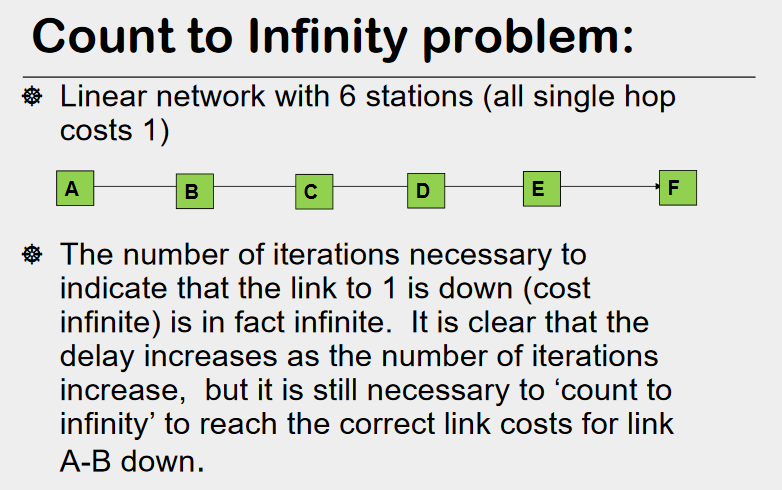 Count to Infinity problem:
Linear network with 6 stations (all single hop
costs 1)
A B C D E F
The number of iterations necessary to
indicate that the link to 1 is down (cost
infinite) is in fact infinite.  It is clear that the
delay increases as the number of iterations
increase,  but it is still necessary to ‘count to
infinity’ to reach the correct link costs for link
A-B down.